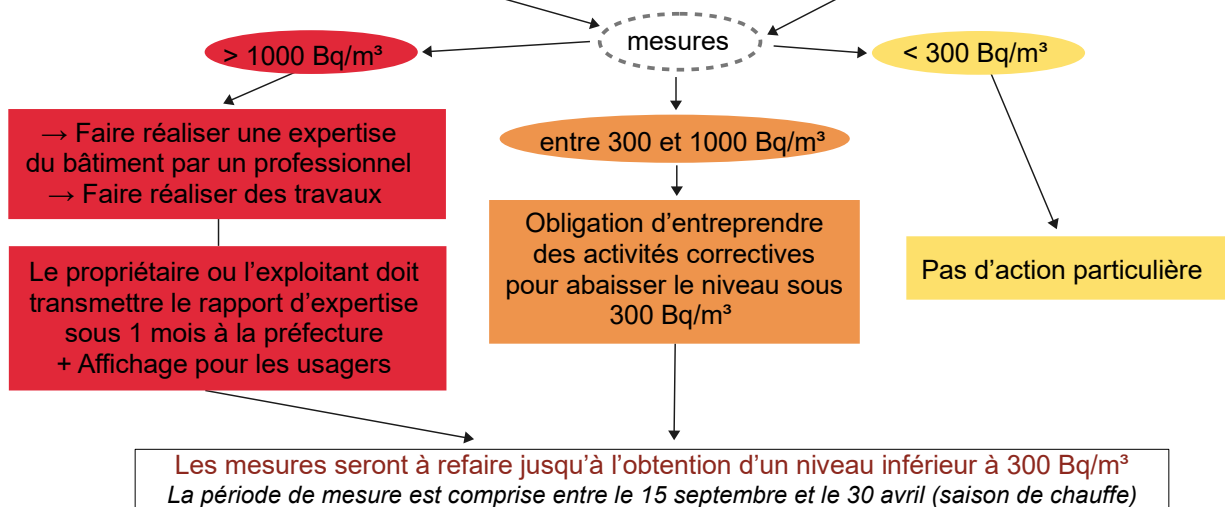 mesures
> 1000 Bq/m³
< 300 Bq/m³
→ Faire réaliser une expertise
du bâtiment par un professionnel
→ Faire réaliser des travaux
entre 300 et 1000 Bq/m³
Le propriétaire ou l’exploitant doit
transmettre le rapport d’expertise
sous 1 mois à la préfecture
+ Affichage pour les usagers
Obligation d’entreprendre
des activités correctives
pour abaisser le niveau sous
300 Bq/m³
Pas d’action particulière
Les mesures seront à refaire jusqu’à l’obtention d’un niveau inférieur à 300 Bq/m³
La période de mesure est comprise entre le 15 septembre et le 30 avril (saison de chauffe)